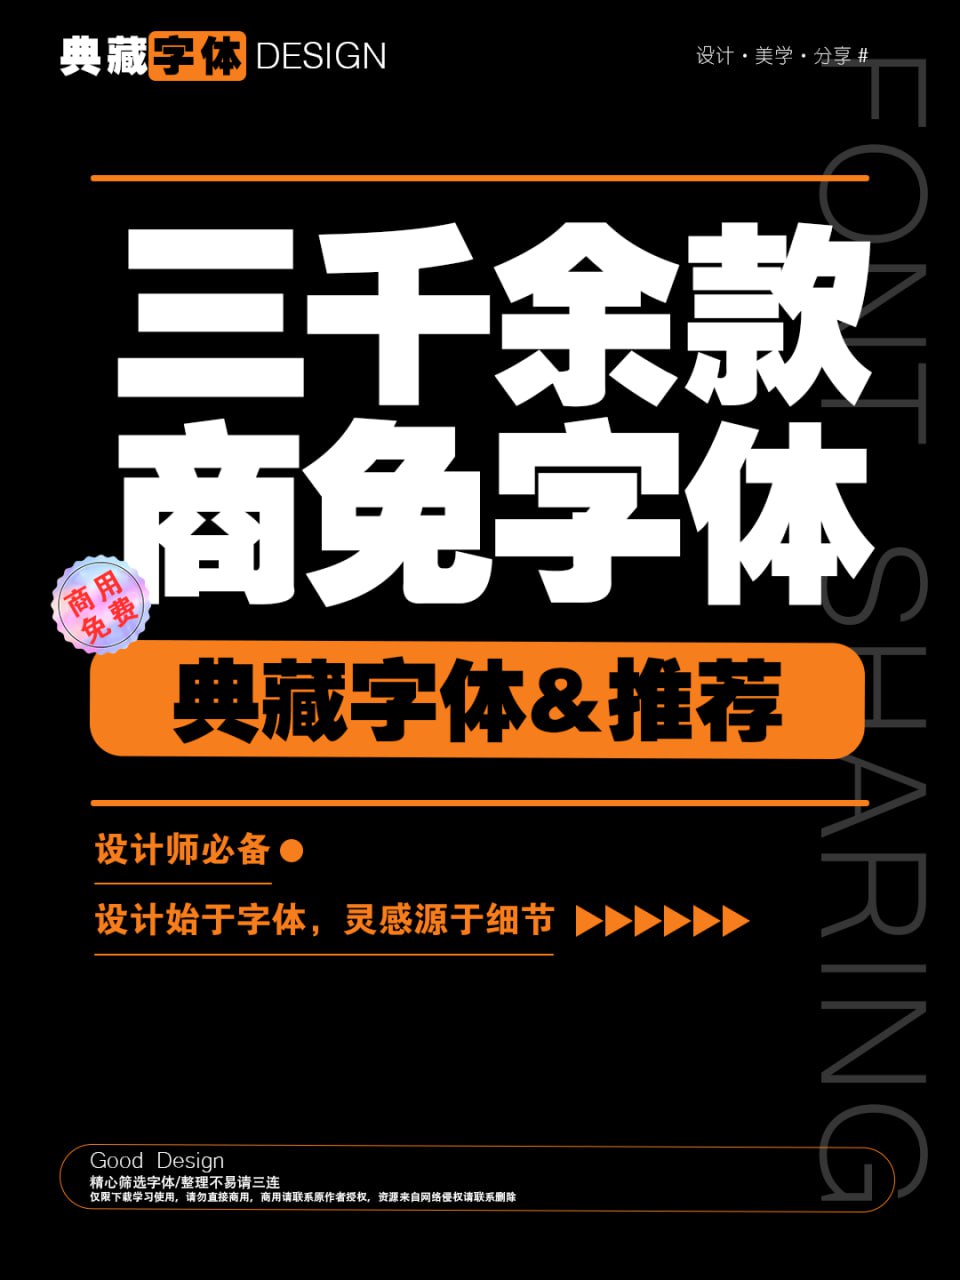 典藏字体 DESIGN
设计・美学・分享 #
FONT SHARING
三千余款
商免字体
商用
免费
典藏字体&推荐
设计师必备
设计始于字体，灵感源于细节
Good Design
精心筛选字体/整理不易请三连
仅限下载学习使用，请勿直接商用，商用请联系原作者授权，资源来自网络侵权请联系删除